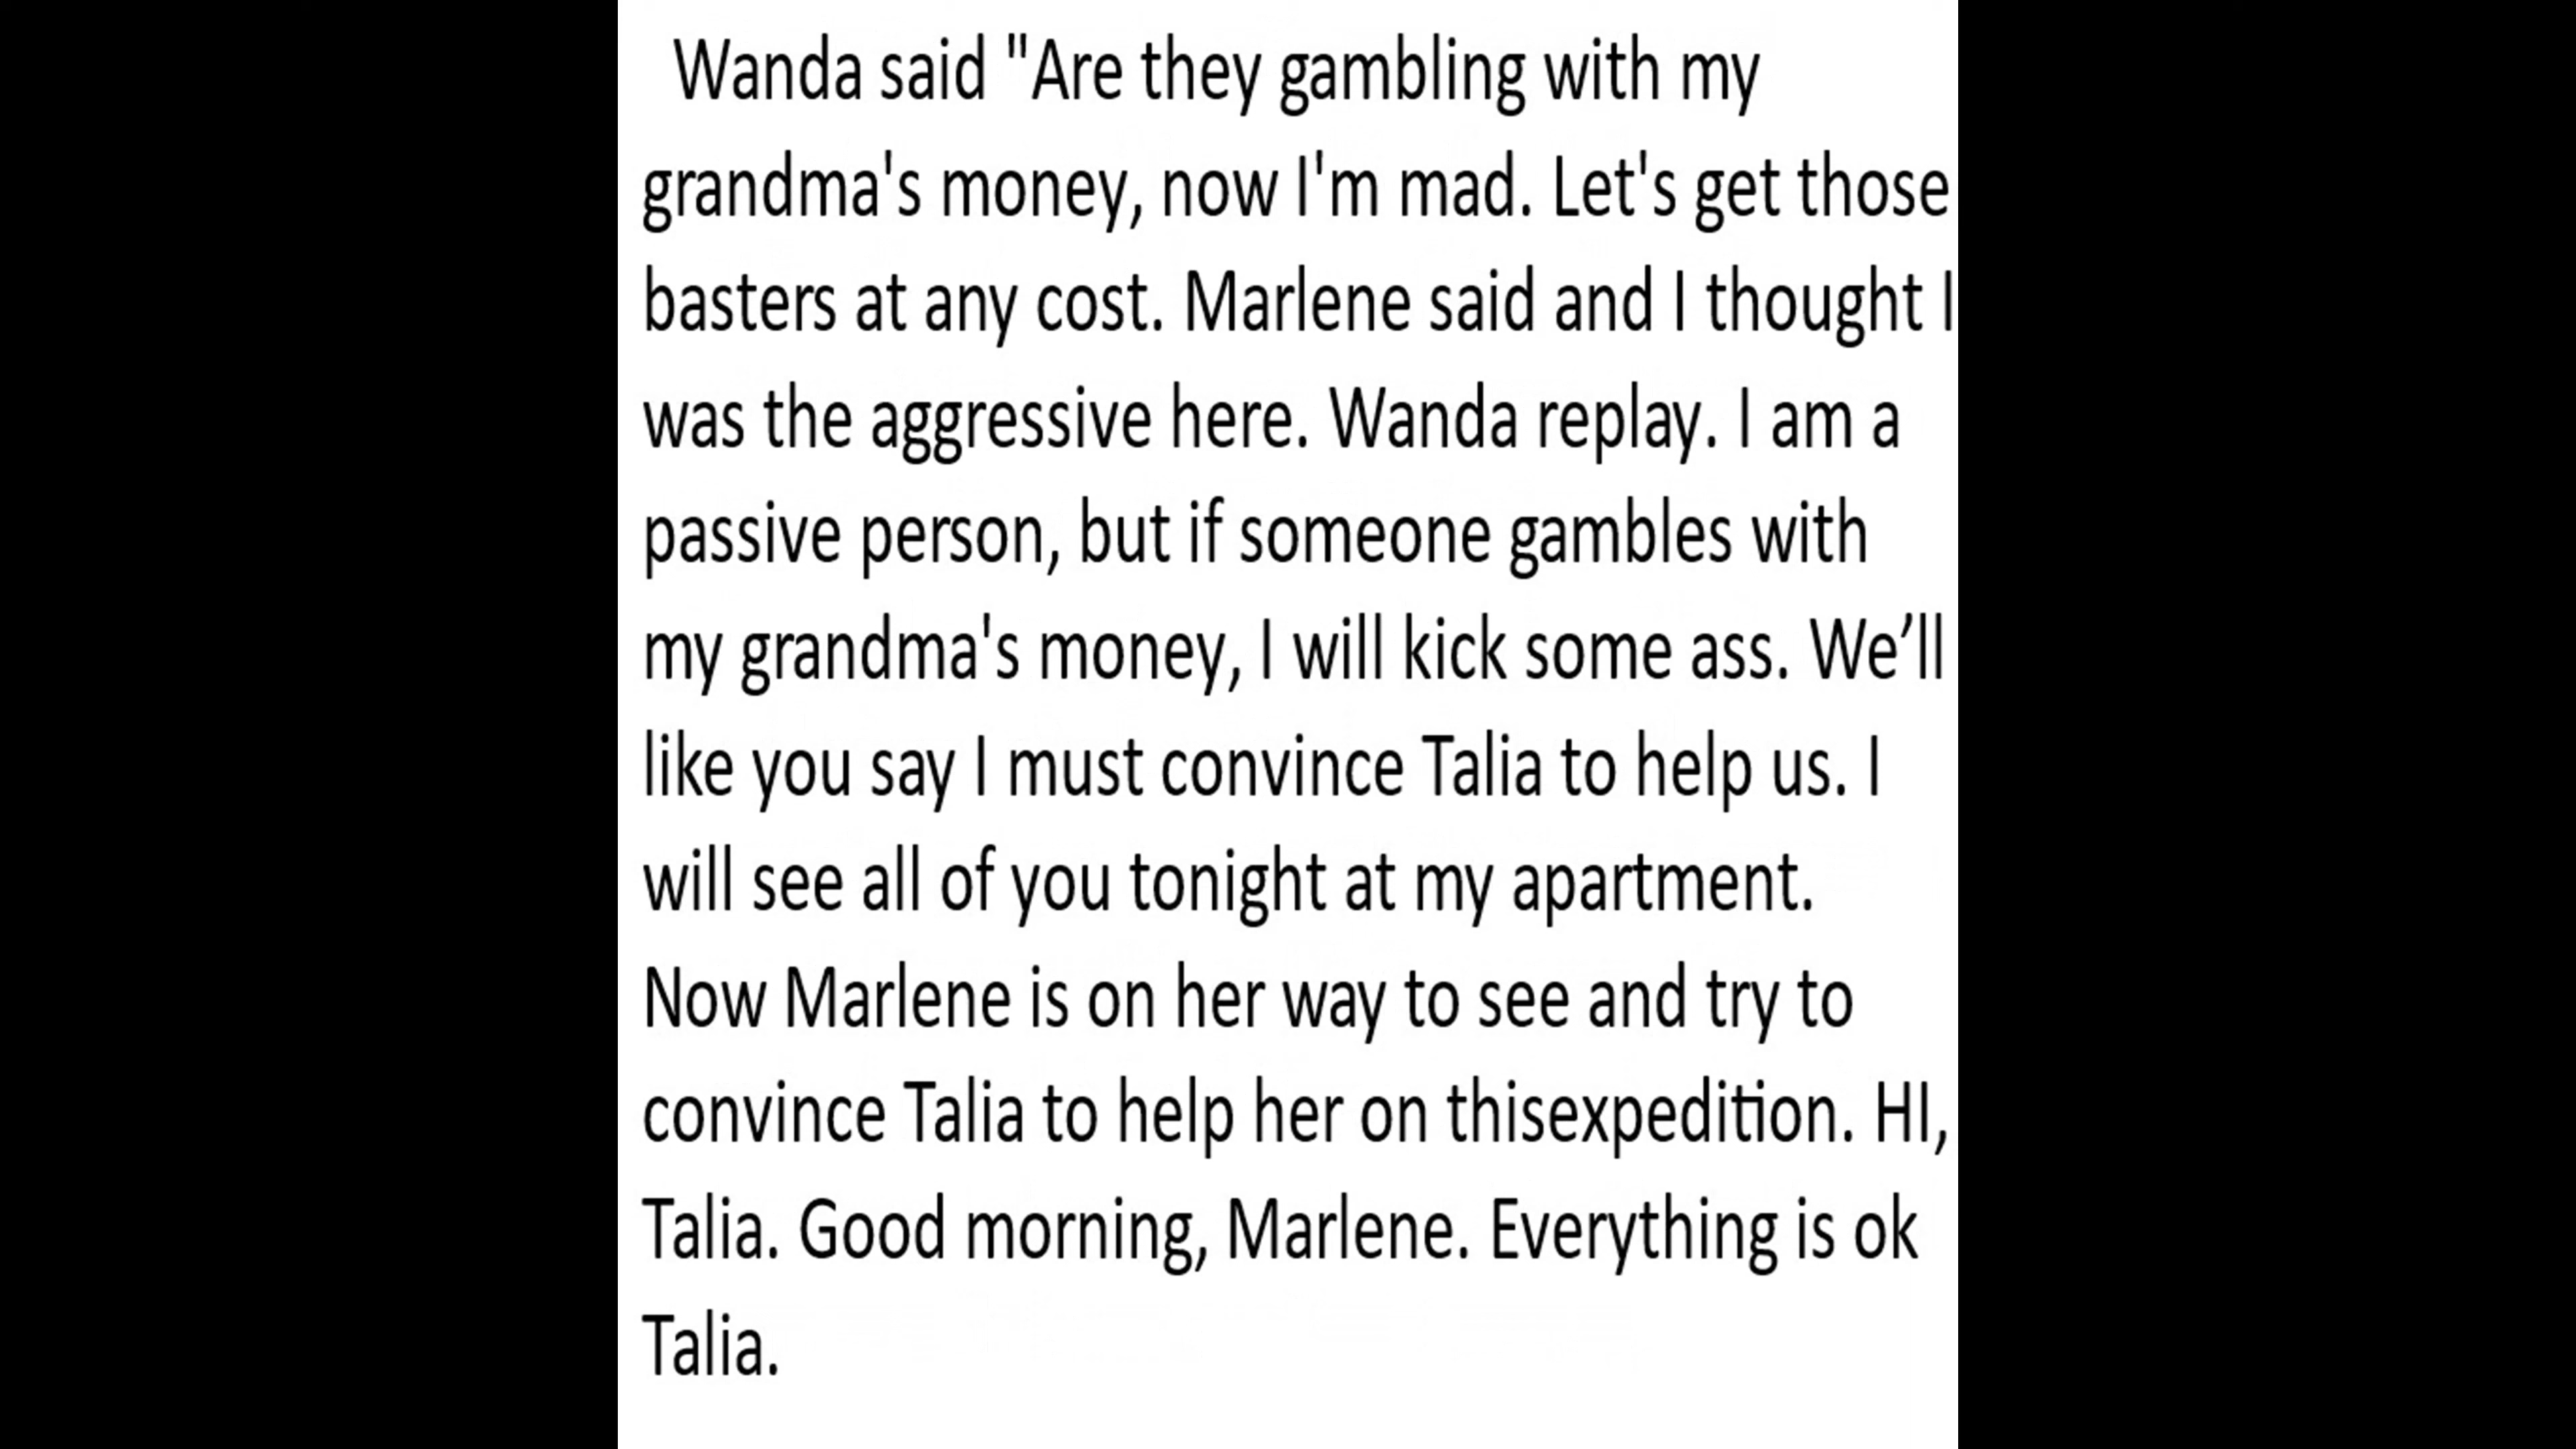 Wanda said "Are they gambling with my
grandma's money, now I'm mad. Let's get those
basters at any cost. Marlene said and I thought I
was the aggressive here. Wanda replay. I am a
passive person, but if someone gambles with
my grandma's money, I will kick some ass. We’ll
like you say I must convince Talia to help us. I
will see all of you tonight at my apartment.
Now Marlene is on her way to see and try to
convince Talia to help her on thisexpedition. HI,
Talia. Good morning, Marlene. Everything is ok
Talia.